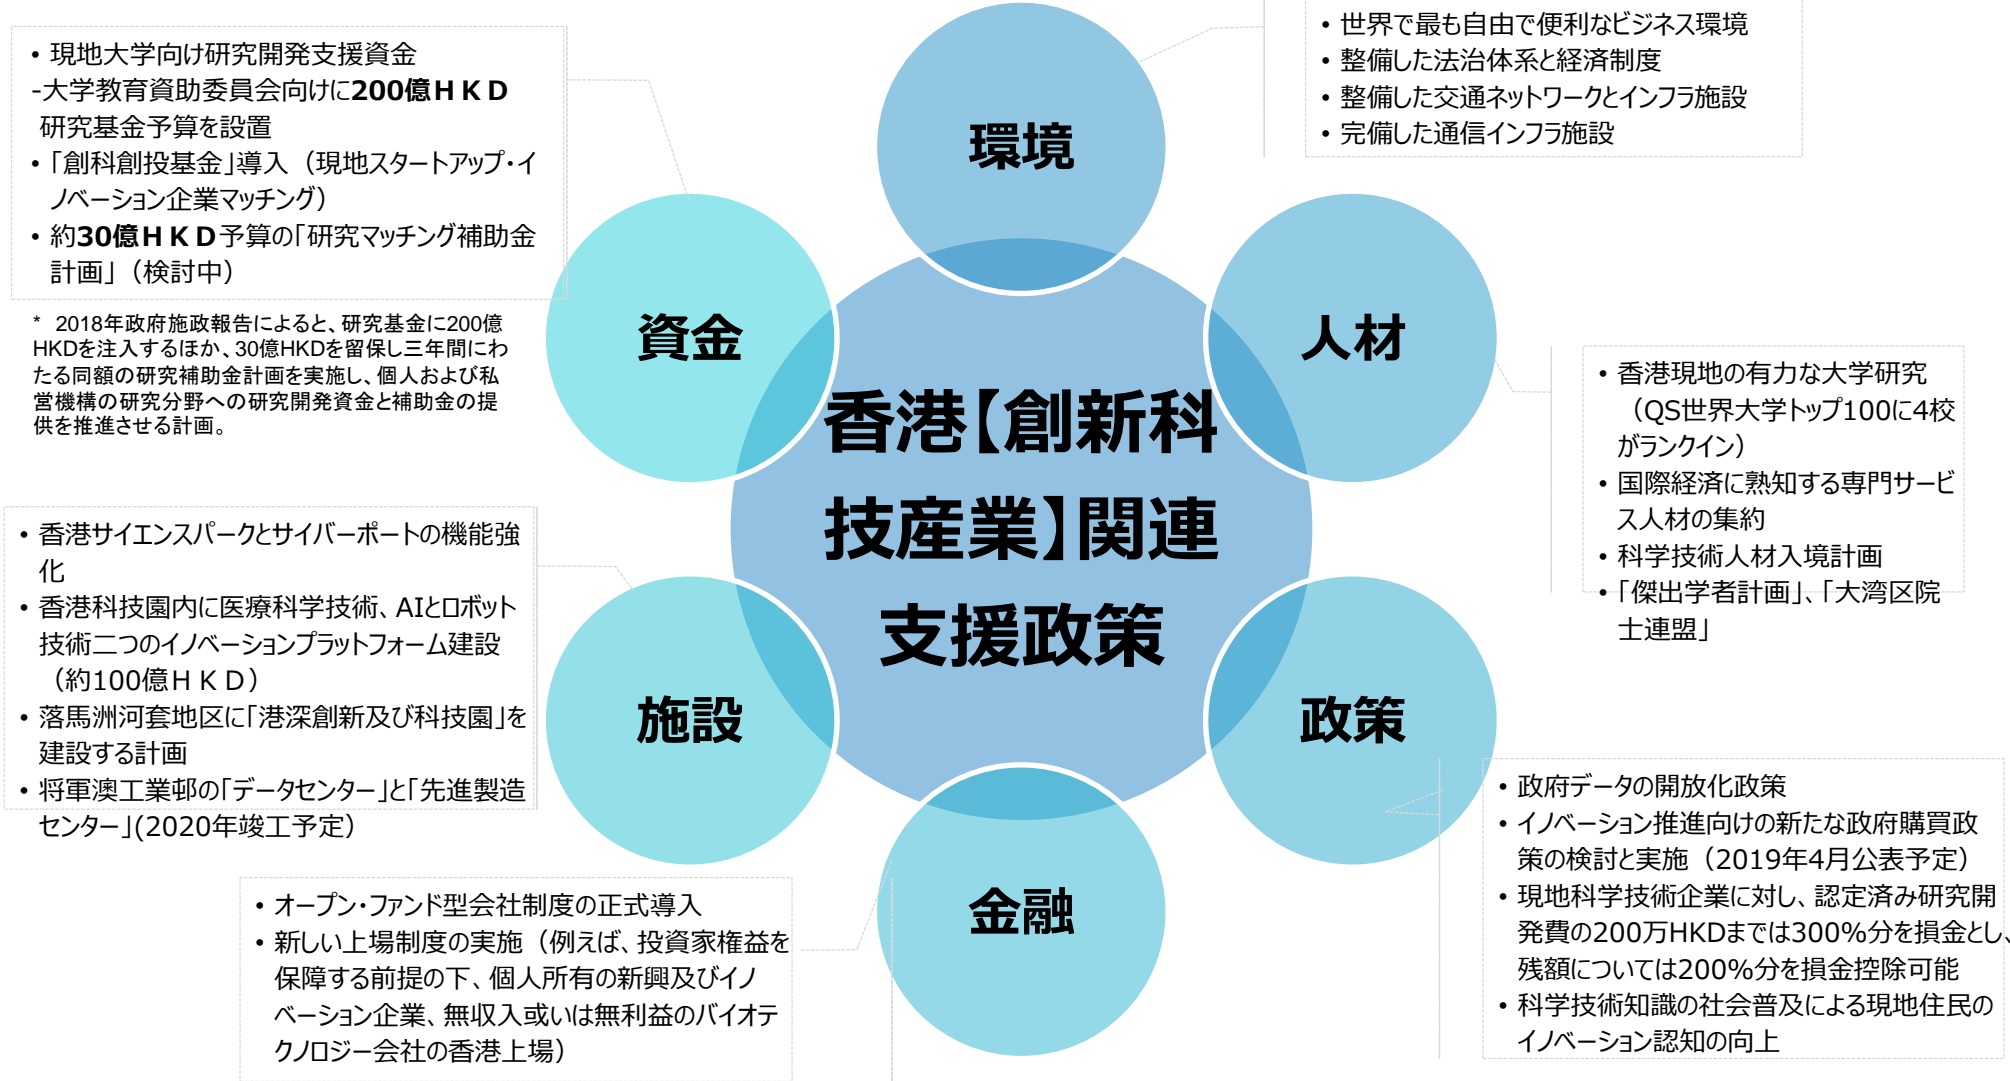 • 現地大学向け研究開発支援資金
-大学教育資助委員会向けに200億ＨＫＤ
研究基金予算を設置
• 「創科創投基金」導入（現地スタートアップ・イ
ノベーション企業マッチング）
• 約30億ＨＫＤ予算の「研究マッチング補助金
計画」（検討中）
* 2018年政府施政報告によると、研究基金に200億
HKDを注入するほか、30億HKDを留保し三年間にわ
たる同額の研究補助金計画を実施し、個人および私
営機構の研究分野への研究開発資金と補助金の提
供を推進させる計画。
環境
• 世界で最も自由で便利なビジネス環境
• 整備した法治体系と経済制度
• 整備した交通ネットワークとインフラ施設
• 完備した通信インフラ施設
資金
人材
• 香港現地の有力な大学研究
（QS世界大学トップ100に4校
がランクイン）
• 国際経済に熟知する専門サービ
ス人材の集約
• 科学技術人材入境計画
• 「傑出学者計画」、「大湾区院
士連盟」
香港【創新科
技産業】関連
支援政策
• 香港サイエンスパークとサイバーポートの機能強
化
• 香港科技園内に医療科学技術、AIとロボット
技術二つのイノベーションプラットフォーム建設
（約100億ＨＫＤ）
• 落馬洲河套地区に「港深創新及び科技園」を
建設する計画
• 将軍澳工業邨の「データセンター」と「先進製造
センター」(2020年竣工予定）
施設
政策
• 政府データの開放化政策
• イノベーション推進向けの新たな政府購買政
策の検討と実施（2019年4月公表予定）
• 現地科学技術企業に対し、認定済み研究開
発費の200万HKDまでは300%分を損金とし、
残額については200%分を損金控除可能
• 科学技術知識の社会普及による現地住民の
イノベーション認知の向上
金融
• オープン・ファンド型会社制度の正式導入
• 新しい上場制度の実施（例えば、投資家権益を
保障する前提の下、個人所有の新興及びイノ
ベーション企業、無収入或いは無利益のバイオテ
クノロジー会社の香港上場）